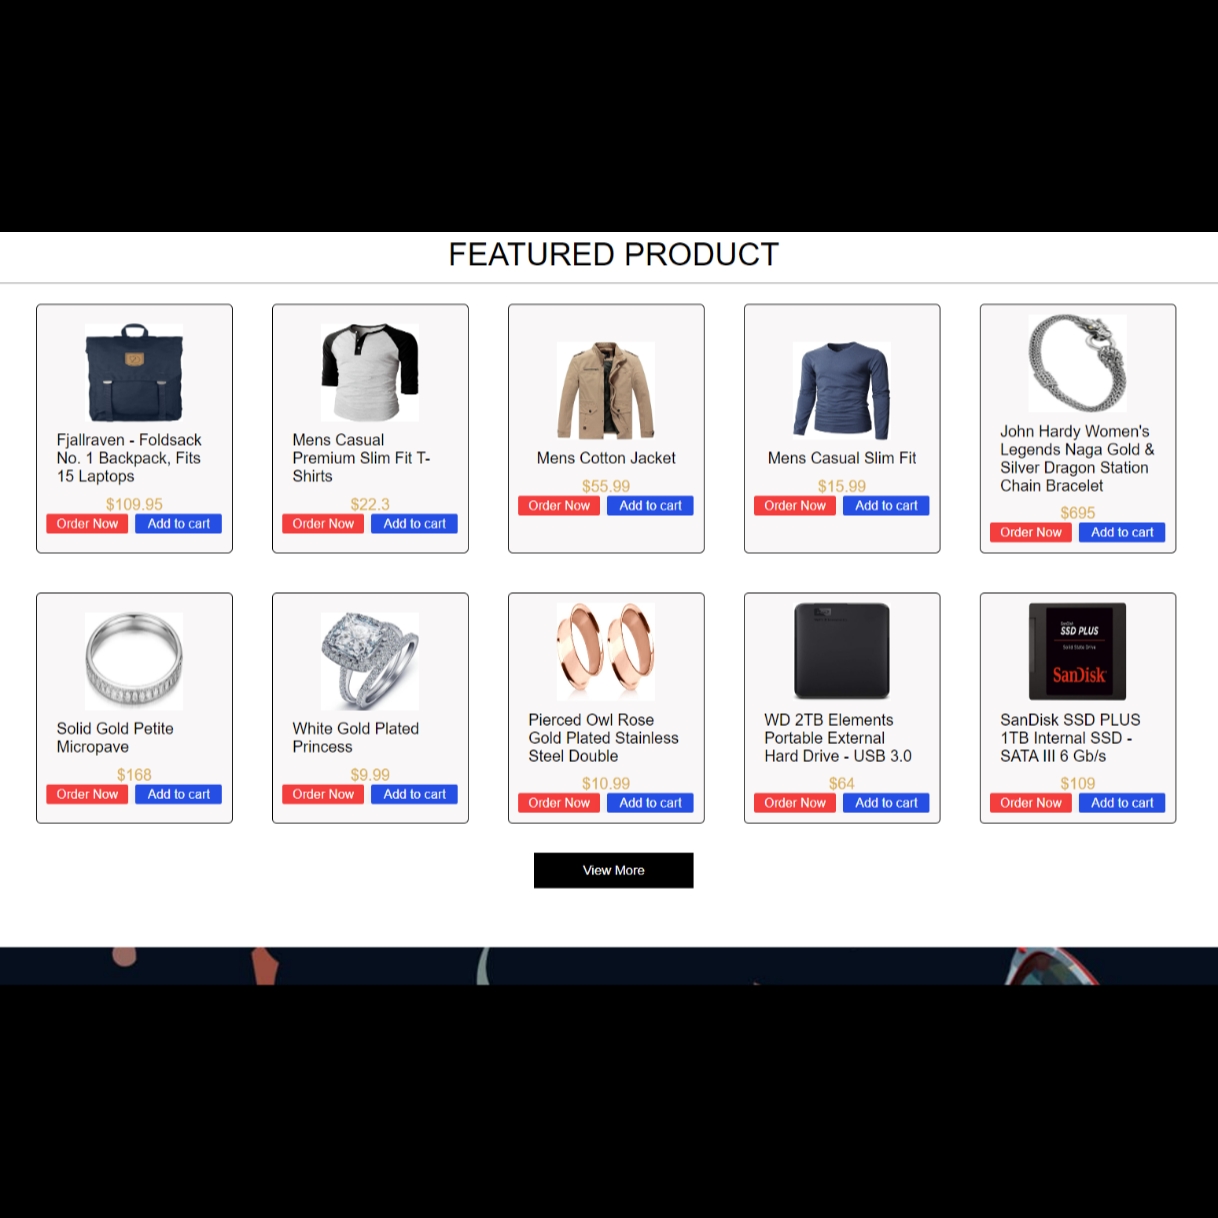 FEATURED PRODUCT
Fjallraven - Foldsack
No. 1 Backpack, Fits
15 Laptops
$109.95
Order Now Add to cart
Mens Casual
Premium Slim Fit T-
Shirts
$22.3
Order Now Add to cart
Mens Cotton Jacket
$55.99
Order Now Add to cart
Mens Casual Slim Fit
$15.99
Order Now Add to cart
John Hardy Women's
Legends Naga Gold &
Silver Dragon Station
Chain Bracelet
$695
Order Now Add to cart
Solid Gold Petite
Micropave
$168
Order Now Add to cart
White Gold Plated
Princess
$9.99
Order Now Add to cart
Pierced Owl Rose
Gold Plated Stainless
Steel Double
$10.99
Order Now Add to cart
WD 2TB Elements
Portable External
Hard Drive - USB 3.0
$64
Order Now Add to cart
SanDisk
SSD PLUS
Solid State Drive
SanDisk
SanDisk SSD PLUS
1TB Internal SSD -
SATA III 6 Gb/s
$109
Order Now Add to cart
View More